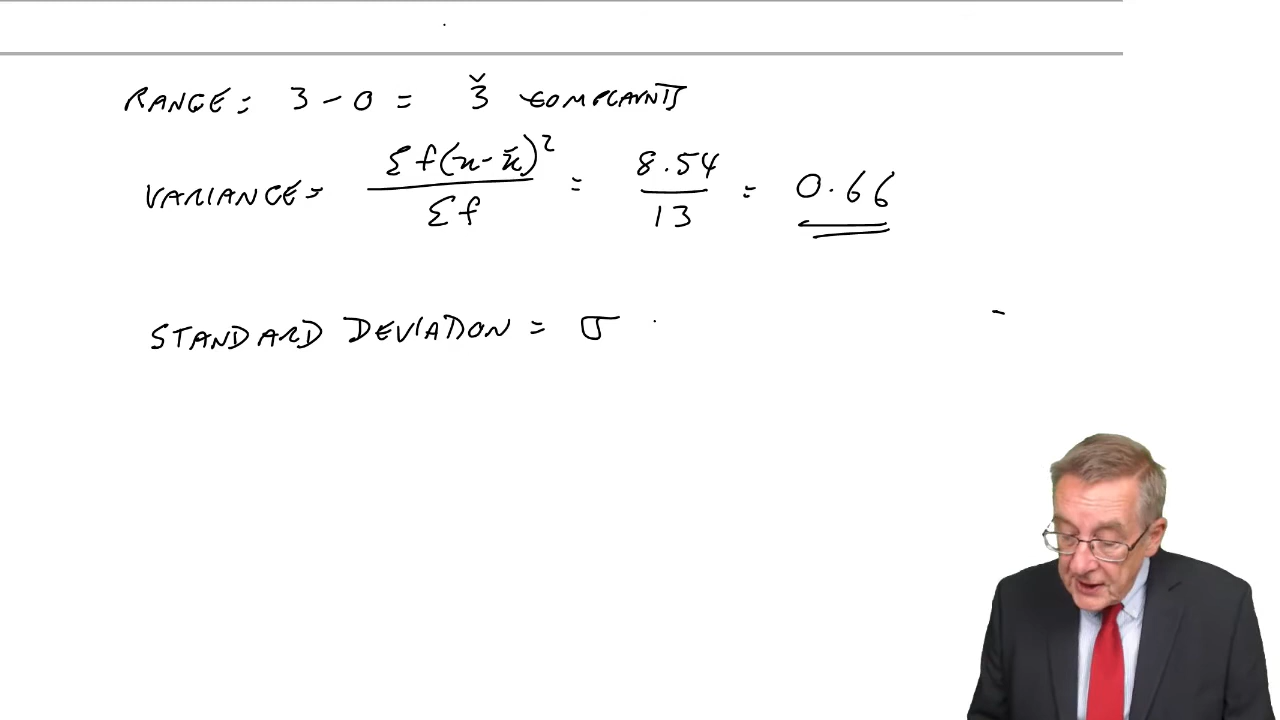 RANGE = 3 - 0 = 3 COMPLAINTS
VARIANCE = Σf(x-x̄)² / Σf = 8.54 / 13 = 0.66
STANDARD DEVIATION = σ